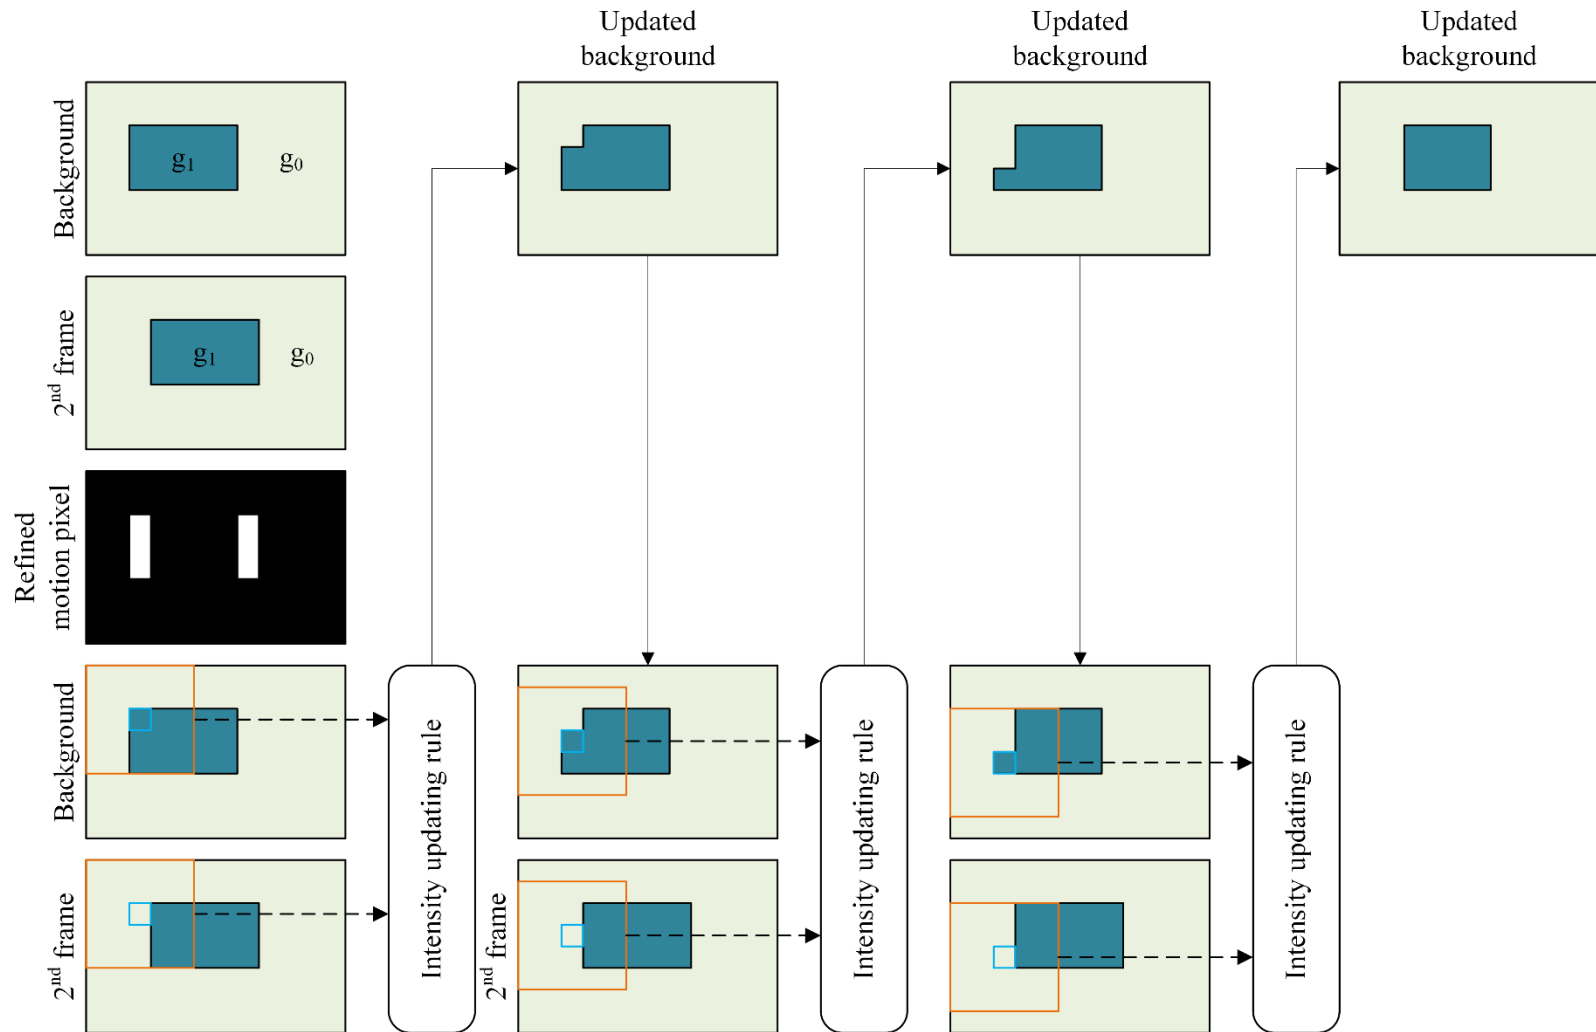 Updated
background
Updated
background
Updated
background
Background
g₁
g₀
2ⁿᵈ frame
g₁
g₀
Refined
motion pixel
Background
2ⁿᵈ frame
Intensity updating rule
2ⁿᵈ frame
Intensity updating rule
Intensity updating rule